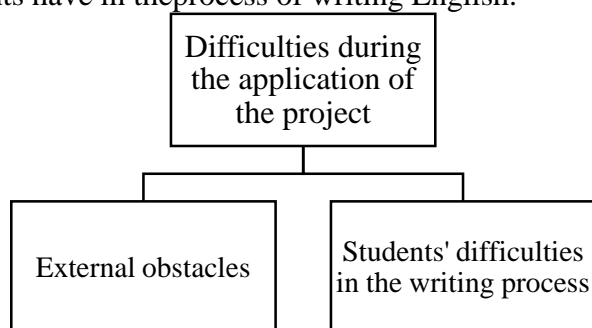 nts have in theprocess of writing English.
Difficulties during
the application of
the project
External obstacles
Students' difficulties
in the writing process